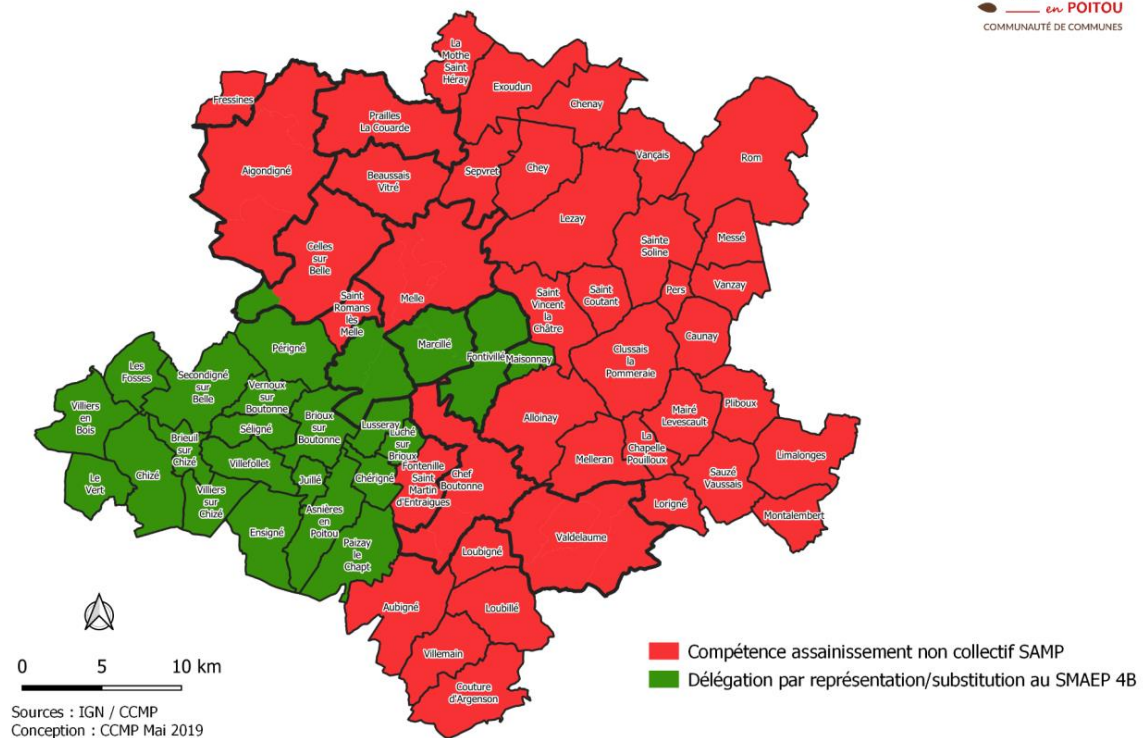 en POITOU
COMMUNAUTÉ DE COMMUNES
La
Mothe
Saint
Héray
Exoudun
Chenay
Fressines
Prailles
La Couarde
Vançais
Rom
Aigondigné
Beaussais
Vitré
Sepvret
Chey
Lezay
Celles
sur
Belle
Sainte
Soline
Messé
Melle
Saint
Romans
lès
Melle
Saint
Vincent
la
Châtre
Saint
Coutant
Pers
Vanzay
Caunay
Périgné
Marcillé
Fontivillé
Maisonnay
Clussais
la
Pommeraie
Les
Fosses
Secondigné
sur
Belle
Vernoux
sur
Boutonne
Villiers
en
Bois
Séligné
Brioux
sur
Boutonne
Lusseray
Luché
sur
Brioux
Alloinay
Mairé
Levescault
Pliboux
Brieuil
sur
Chizé
Villefollet
Melleran
La
Chapelle
Pouilloux
Limalonges
Le
Vert
Chizé
Juillé
Chérigné
Fontenille
Saint
Martin
d'Entraigues
Chef
Boutonne
Sauzé
Vaussais
Villiers
sur
Chizé
Asnières
en
Poitou
Lorigné
Montalembert
Ensigné
Paizay
le
Chapt
Valdelaume
Loubigné
Aubigné
Loubillé
Villemain
Couture
d'Argenson
0 5 10 km
Sources : IGN / CCMP
Conception : CCMP Mai 2019
Compétence assainissement non collectif SAMP
Délégation par représentation/substitution au SMAEP 4B